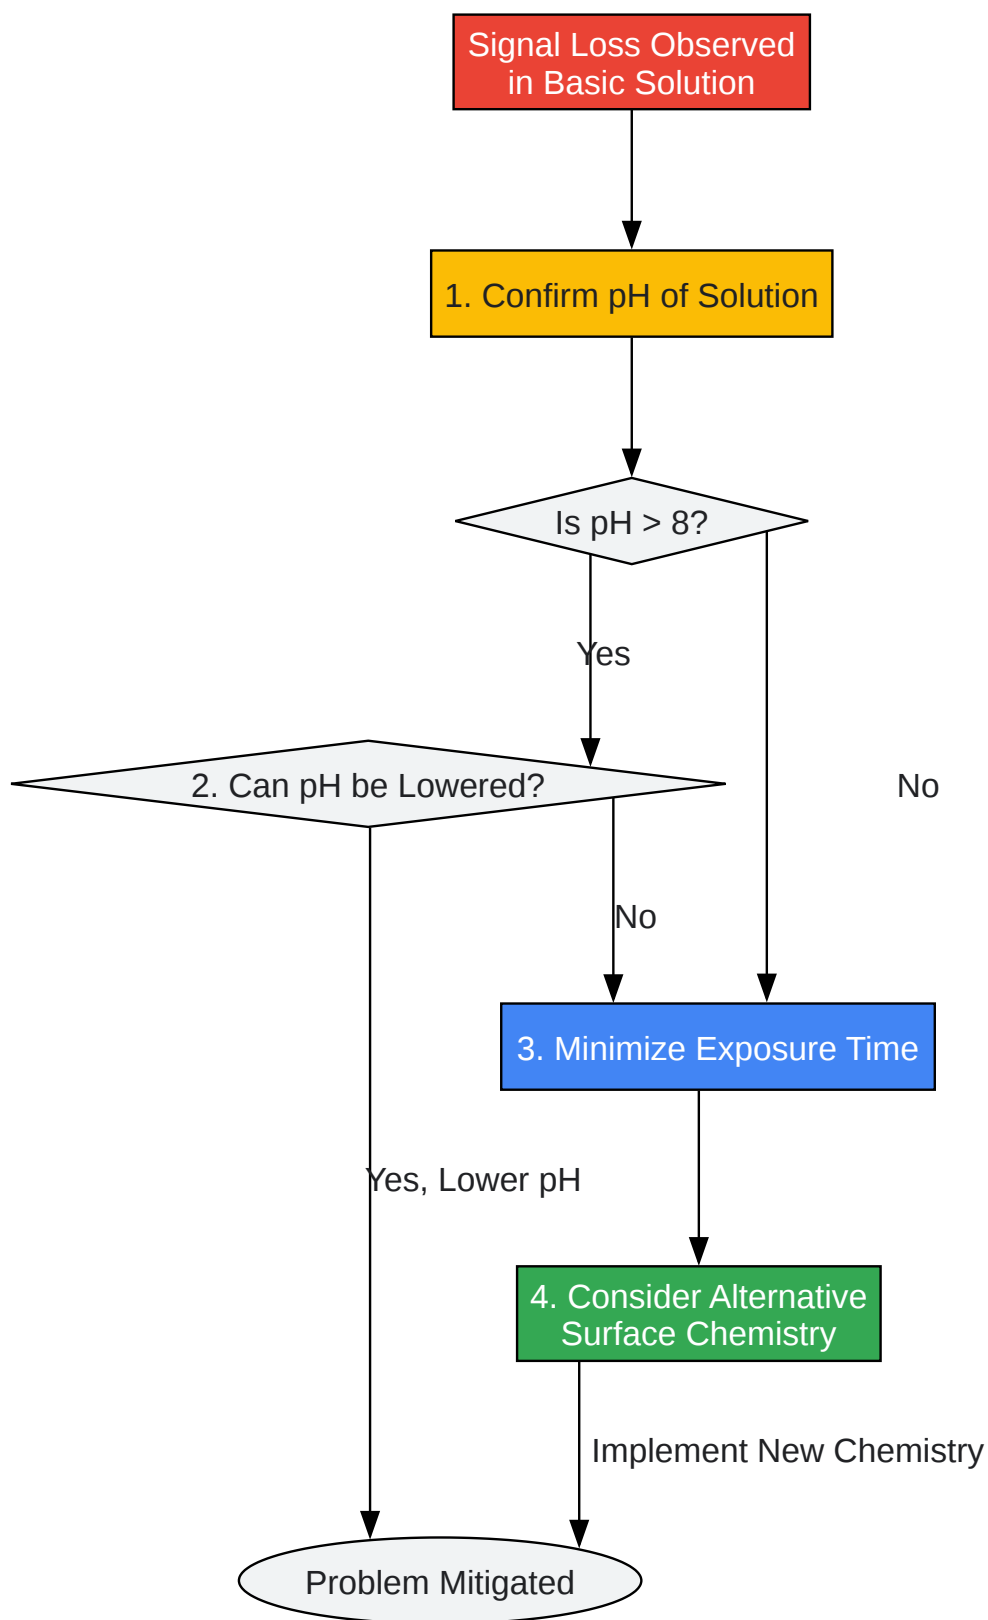 Signal Loss Observed
in Basic Solution
1. Confirm pH of Solution
Is pH > 8?
Yes
2. Can pH be Lowered?
No
No
3. Minimize Exposure Time
Yes, Lower pH
4. Consider Alternative
Surface Chemistry
Implement New Chemistry
Problem Mitigated